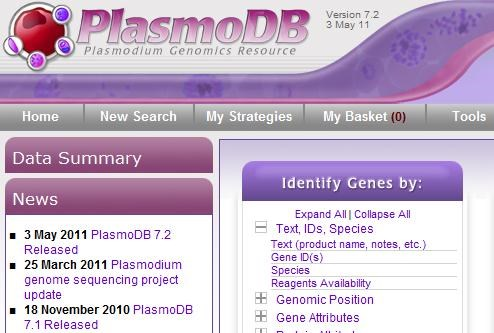 PlasmoDB
Plasmodium Genomics Resource
Version 7.2
3 May 11
Home
New Search
My Strategies
My Basket (0)
Tools
Data Summary
News
3 May 2011 PlasmoDB 7.2
Released
25 March 2011 Plasmodium
genome sequencing project
update
18 November 2010 PlasmoDB
7.1 Released
Identify Genes by:
Expand All | Collapse All
Text, IDs, Species
Text (product name, notes, etc.)
Gene ID(s)
Species
Reagents Availability
Genomic Position
Gene Attributes